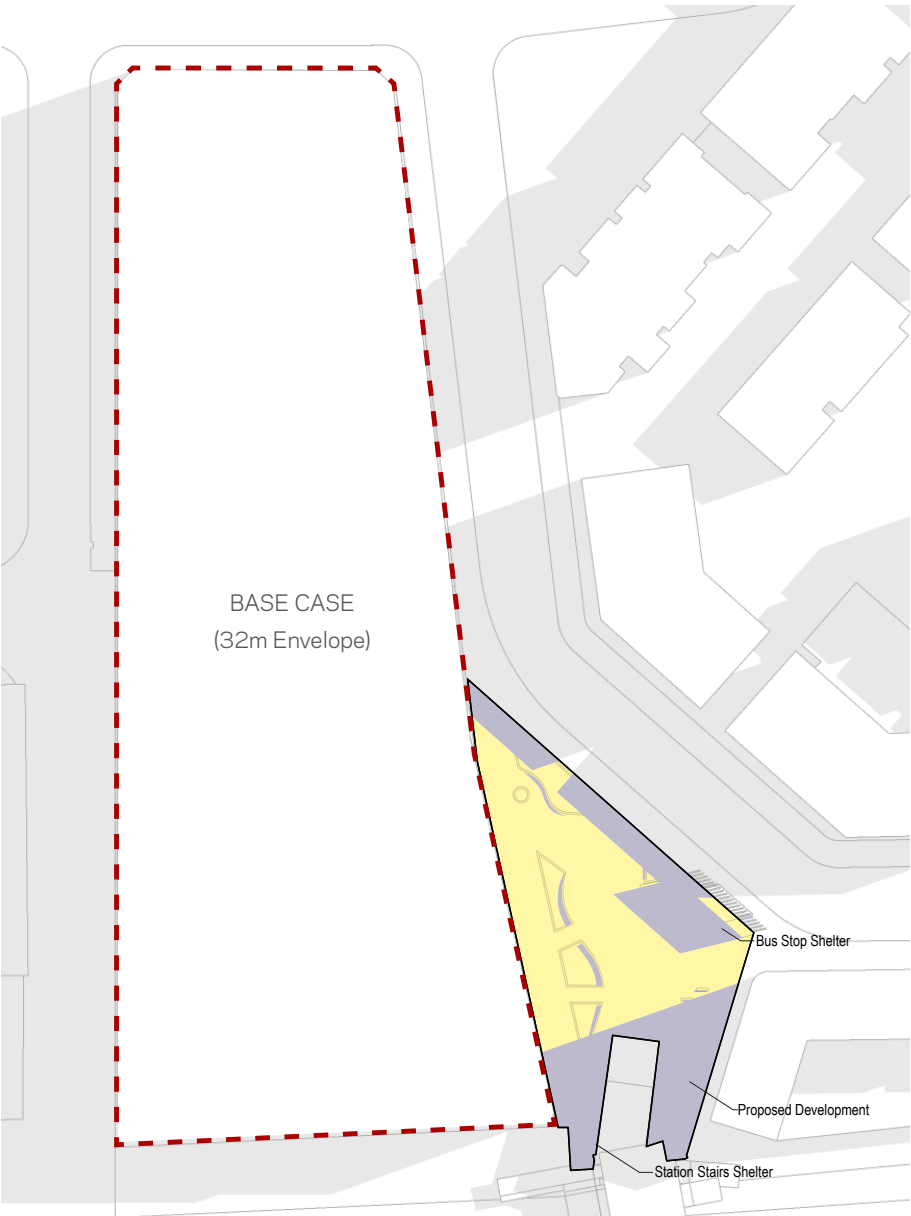 BASE CASE
(32m Envelope)
Bus Stop Shelter
Proposed Development
Station Stairs Shelter